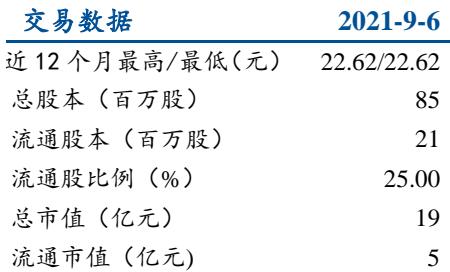 交易数据 2021-9-6
近 12 个月最高/最低(元) 22.62/22.62
总股本（百万股） 85
流通股本（百万股） 21
流通股比例（%） 25.00
总市值（亿元） 19
流通市值（亿元) 5